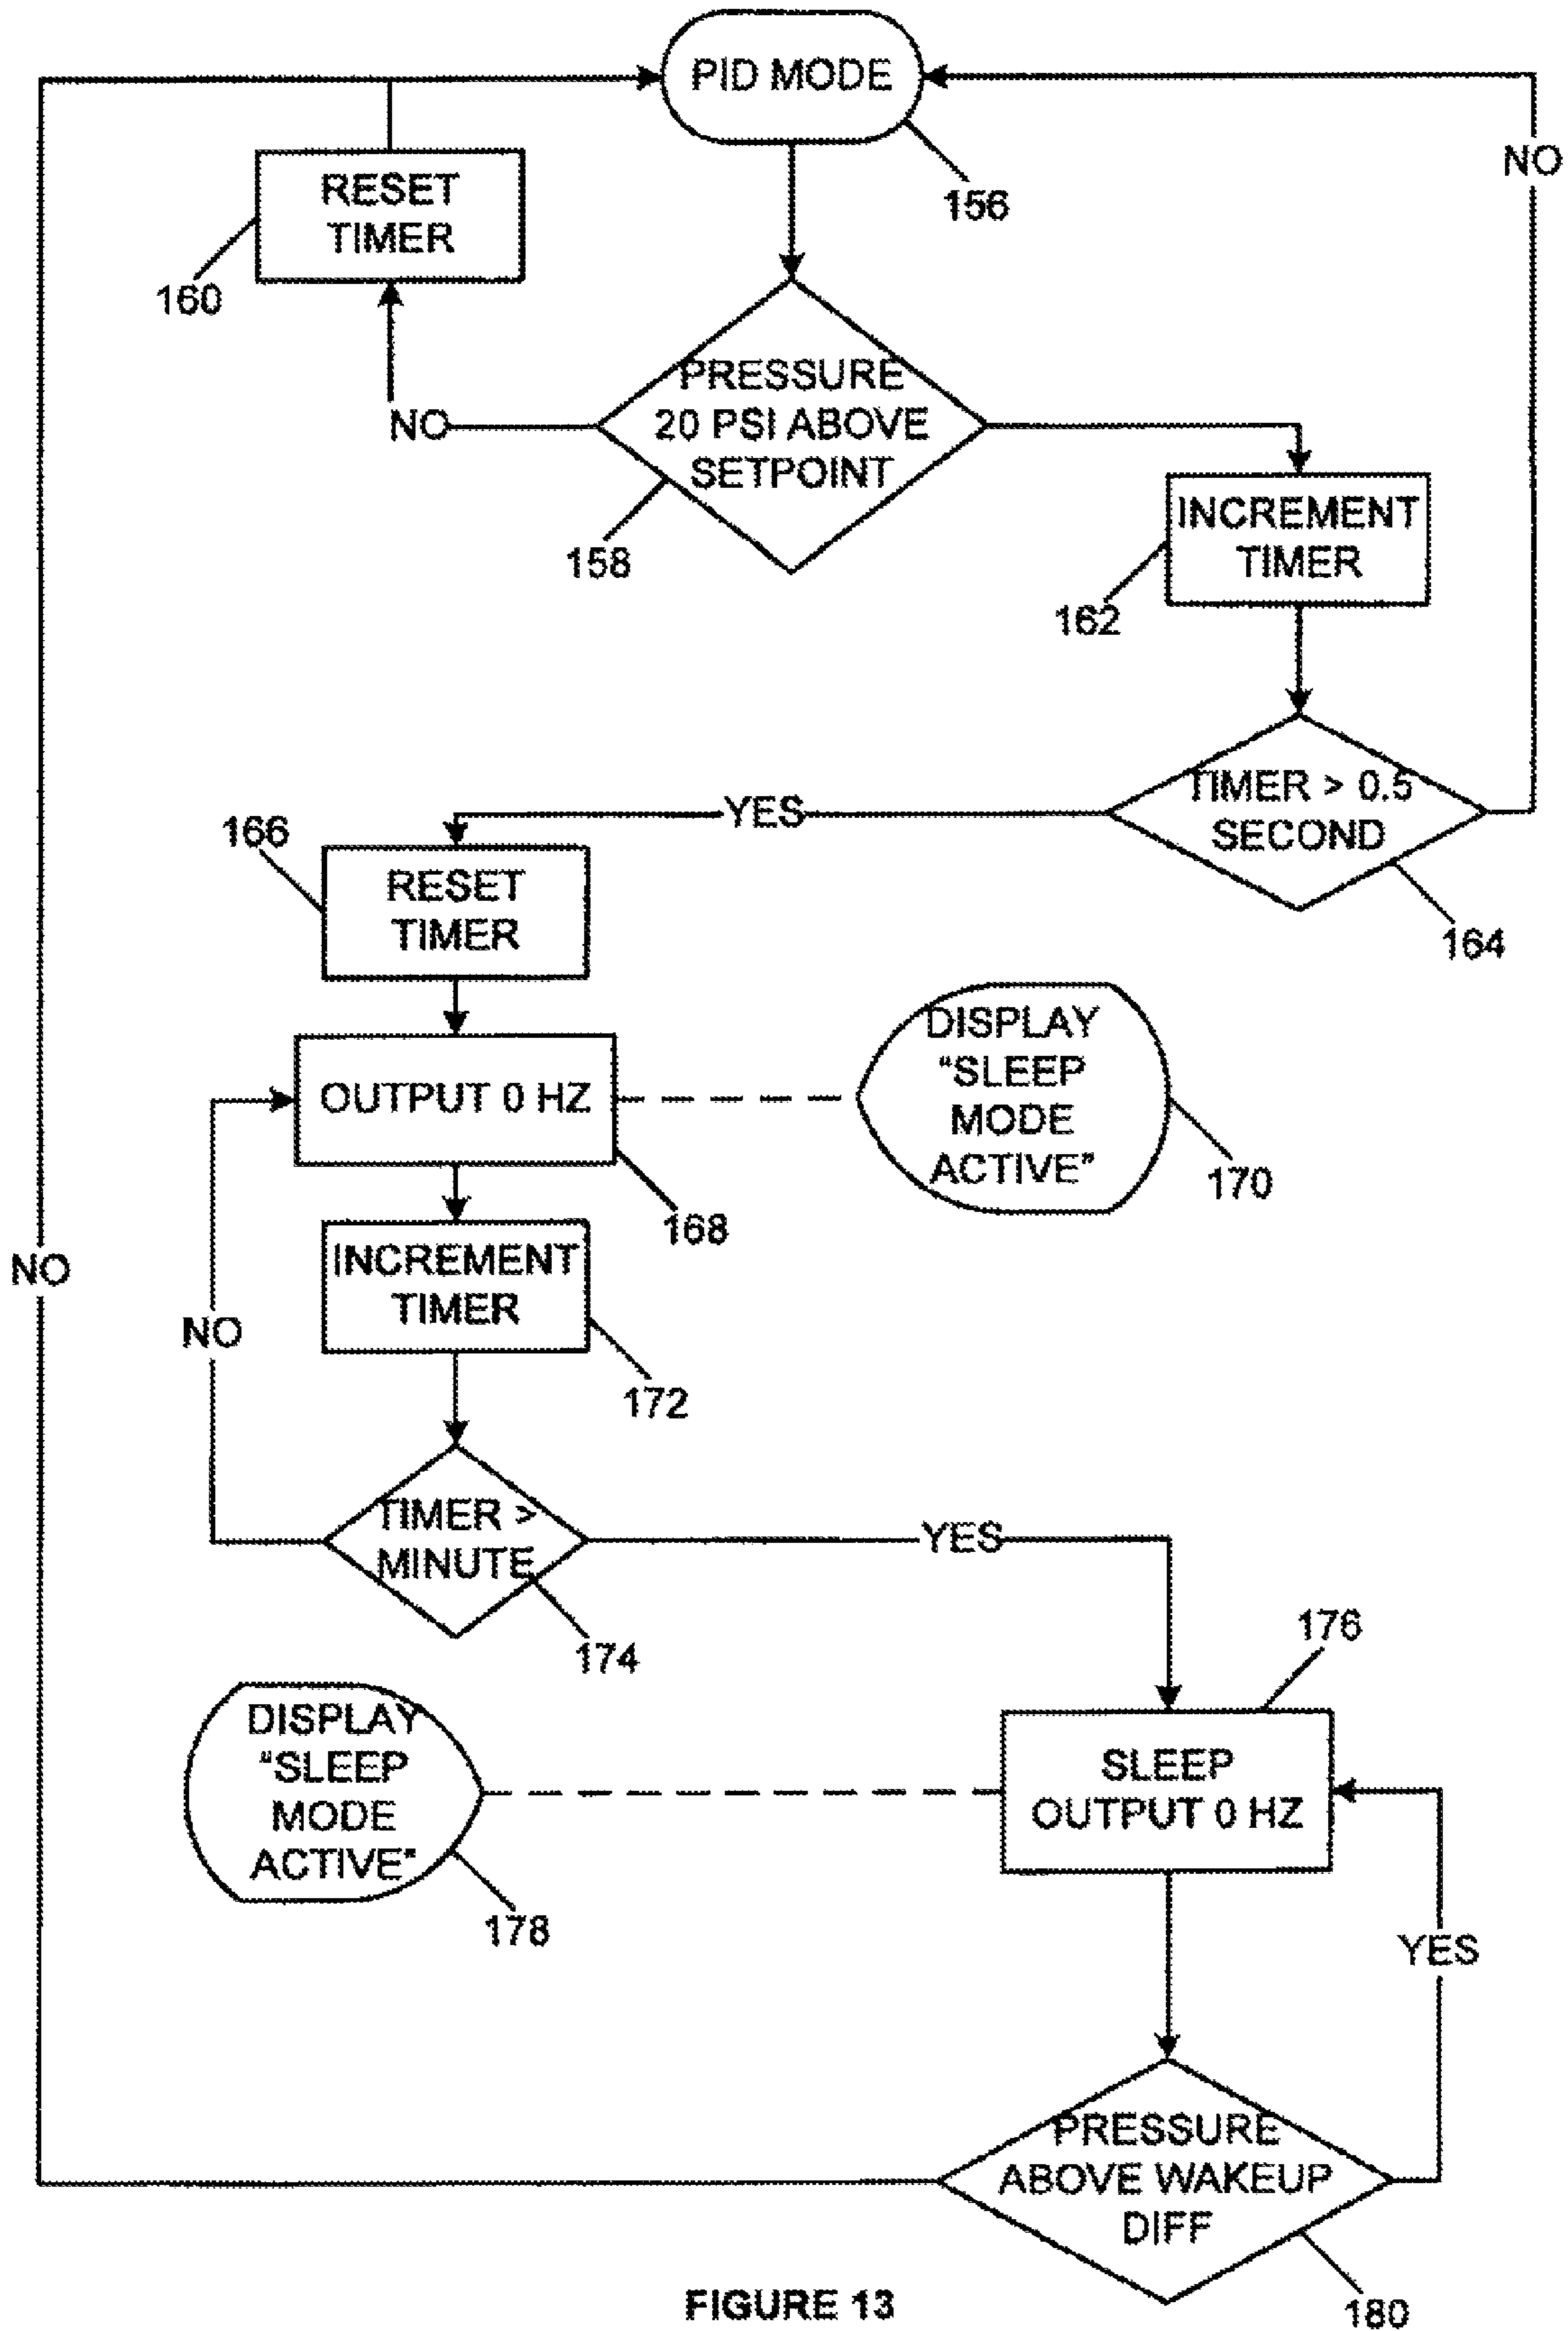 PID MODE
156
NO
RESET
TIMER
160
PRESSURE
20 PSI ABOVE
SETPOINT
NO
158
INCREMENT
TIMER
162
TIMER > 0.5
SECOND
YES
164
166
RESET
TIMER
OUTPUT 0 HZ
168
DISPLAY
"SLEEP
MODE
ACTIVE"
170
NO
INCREMENT
TIMER
172
NO
TIMER >
MINUTE
174
YES
176
SLEEP
OUTPUT 0 HZ
DISPLAY
"SLEEP
MODE
ACTIVE"
178
YES
PRESSURE
ABOVE WAKEUP
DIFF
180
FIGURE 13